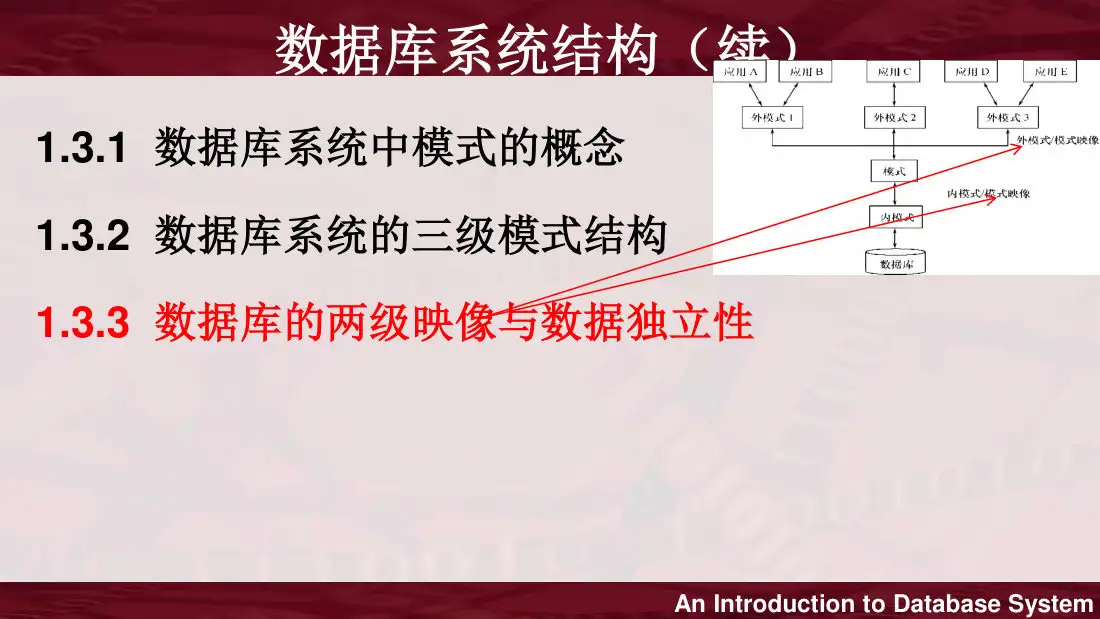 数据库系统结构（续）
应用A 应用B 应用C 应用D 应用E
外模式1 外模式2 外模式3
外模式/模式映像
模式
内模式/模式映像
内模式
数据库
1.3.1 数据库系统中模式的概念
1.3.2 数据库系统的三级模式结构
1.3.3 数据库的两级映像与数据独立性
An Introduction to Database System